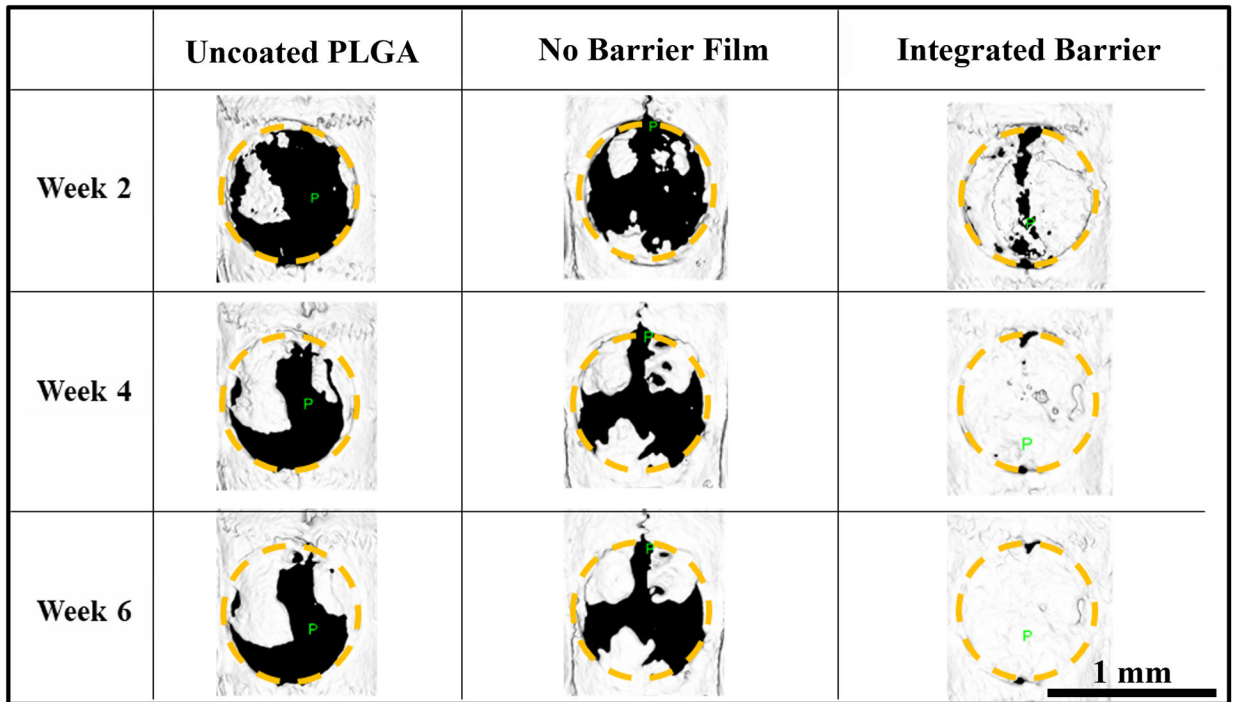 Uncoated PLGA
No Barrier Film
Integrated Barrier
Week 2
P
P
P
Week 4
P
P
P
Week 6
P
P
P
1 mm